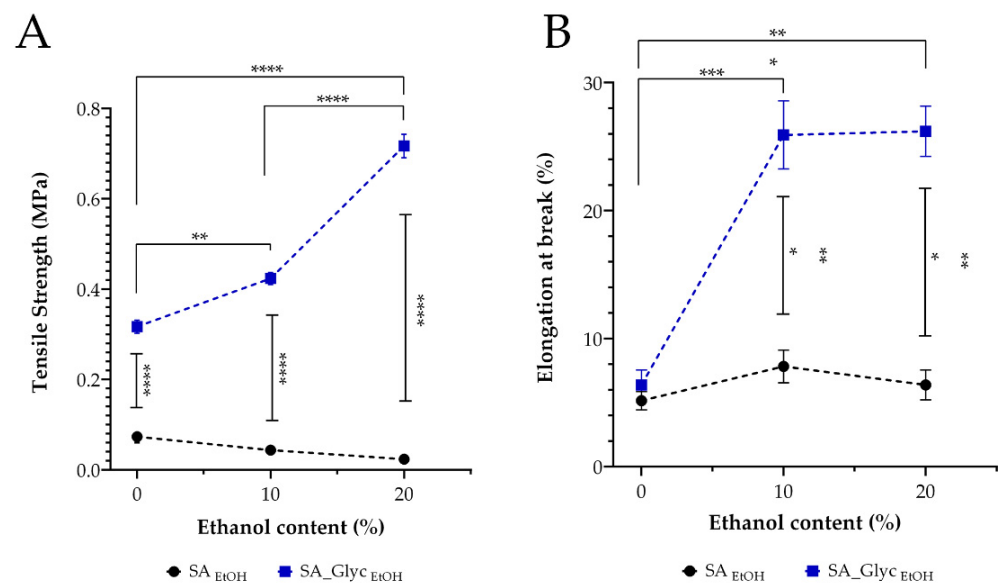 A
B
****
****
**
****
****
****
Tensile Strength (MPa)
0.8
0.6
0.4
0.2
0.0
0
10
20
Ethanol content (%)
SA EtOH
SA_Glyc EtOH
**
***
*
*
**
*
**
Elongation at break (%)
30
20
10
0
0
10
20
Ethanol content (%)
SA EtOH
SA_Glyc EtOH